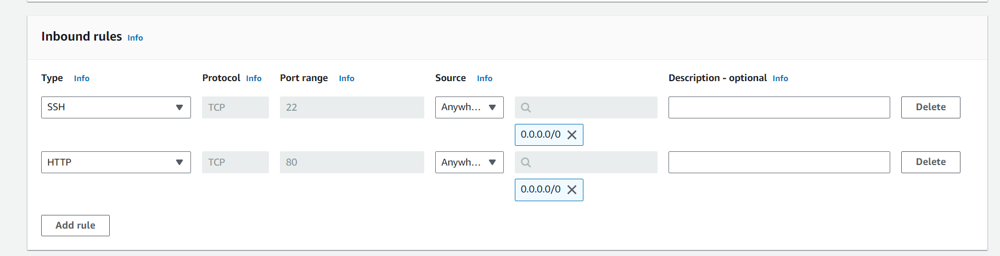 Inbound rules Info
Type Info Protocol Info Port range Info Source Info Description - optional Info
SSH TCP 22 Anywh... Delete
0.0.0.0/0
HTTP TCP 80 Anywh... Delete
0.0.0.0/0
Add rule